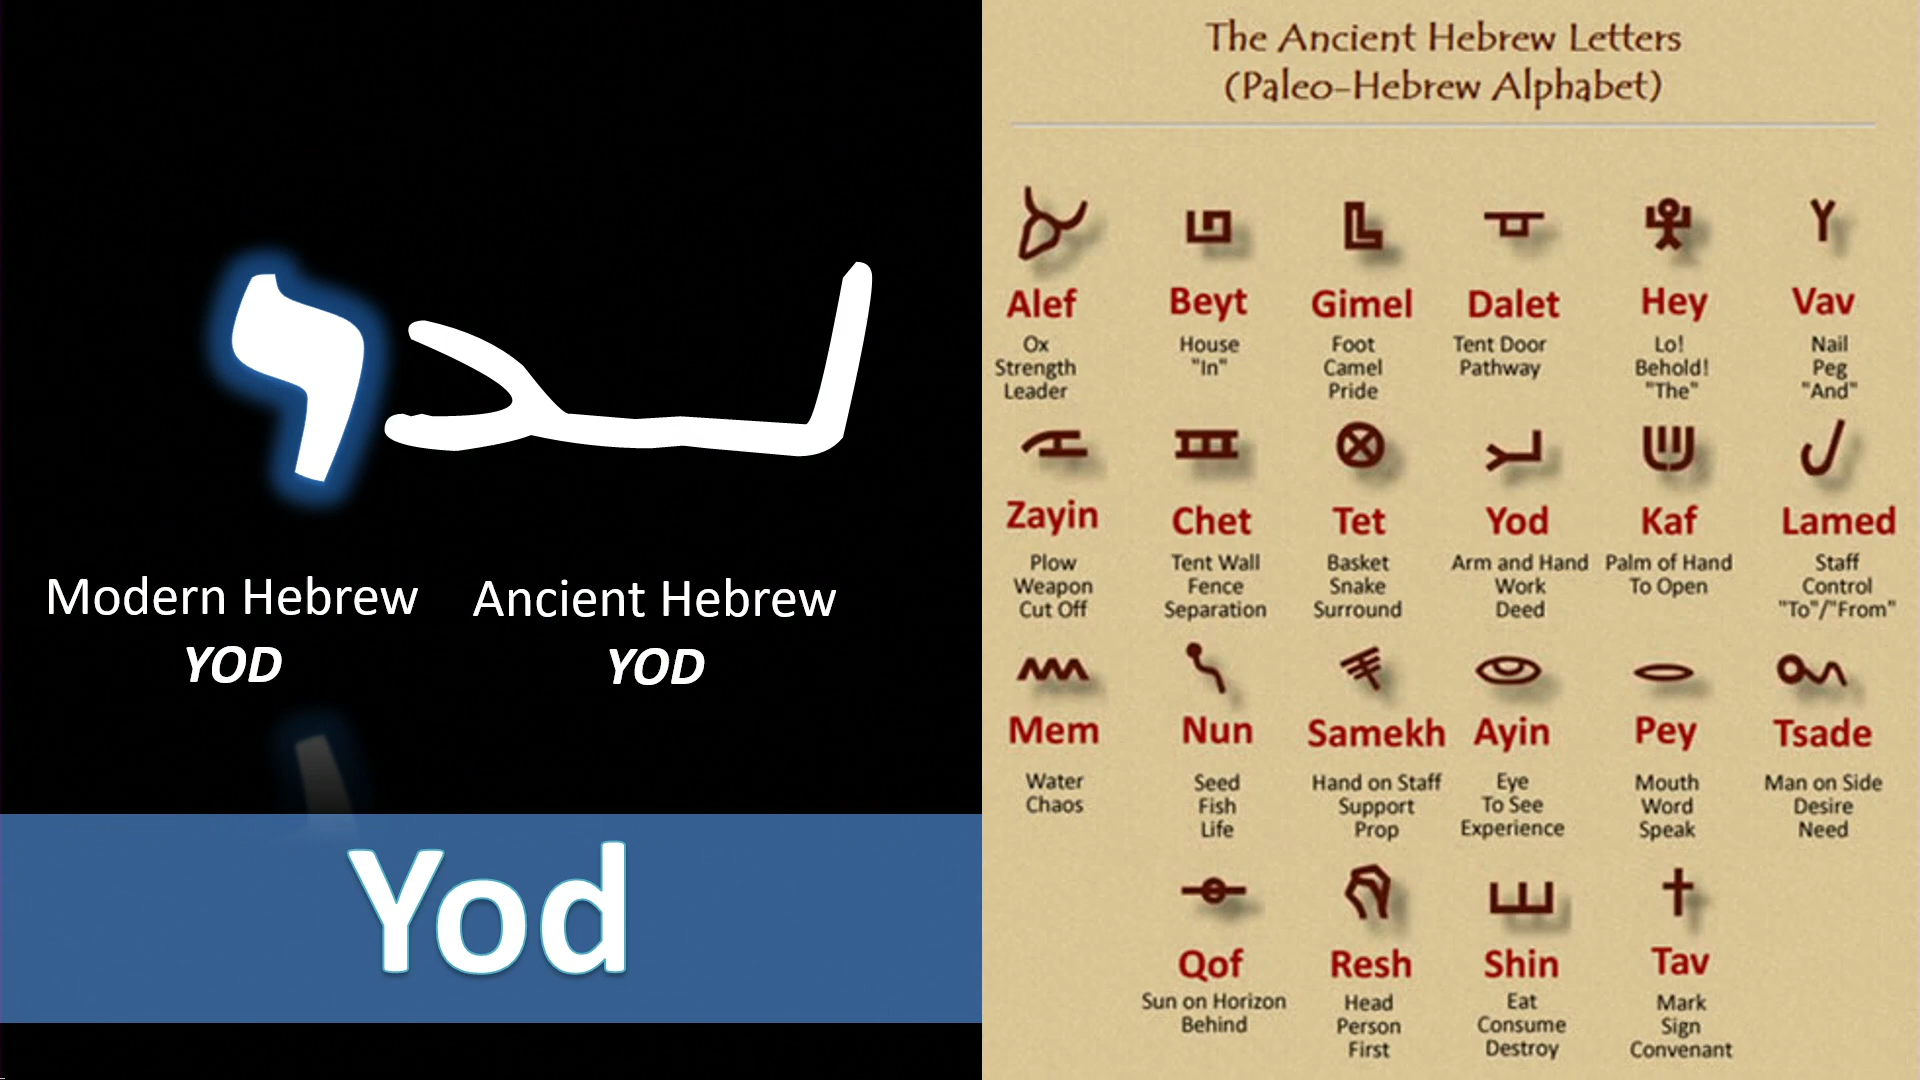 י
Modern Hebrew
YOD
Ancient Hebrew
YOD
Yod
The Ancient Hebrew Letters
(Paleo-Hebrew Alphabet)
Alef Beyt Gimel Dalet Hey Vav
Ox House Foot Tent Door Lo! Nail
Strength "In" Camel Pathway Behold! Peg
Leader Pride "The" "And"
Zayin Chet Tet Yod Kaf Lamed
Plow Tent Wall Basket Arm and Hand Palm of Hand Staff
Weapon Fence Snake Work To Open Control
Cut Off Separation Surround Deed "To"/"From"
Mem Nun Samekh Ayin Pey Tsade
Water Seed Hand on Staff Eye Mouth Man on Side
Chaos Fish Support To See Word Desire
Life Prop Experience Speak Need
Qof Resh Shin Tav
Sun on Horizon Head Eat Mark
Behind Person Consume Sign
First Destroy Convenant